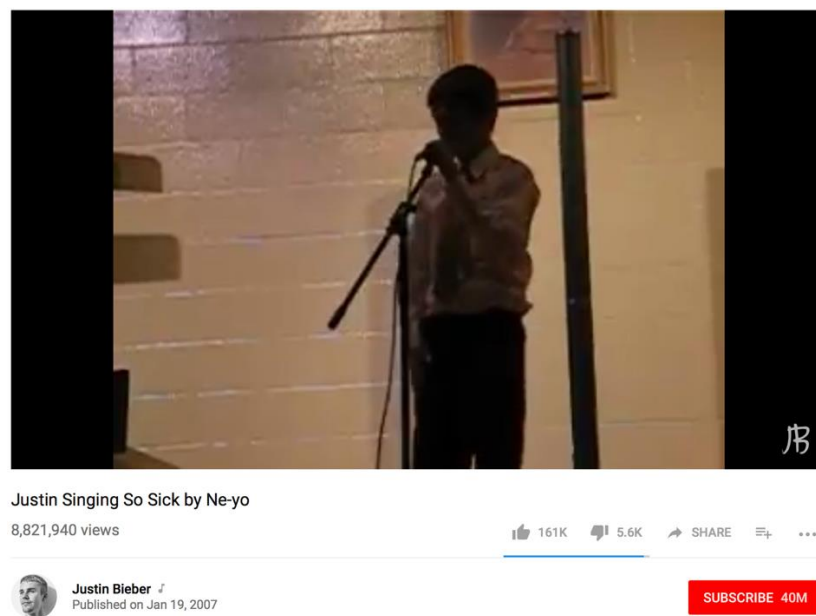 JB
Justin Singing So Sick by Ne-yo
8,821,940 views
161K 5.6K SHARE
Justin Bieber
Published on Jan 19, 2007
SUBSCRIBE 40M